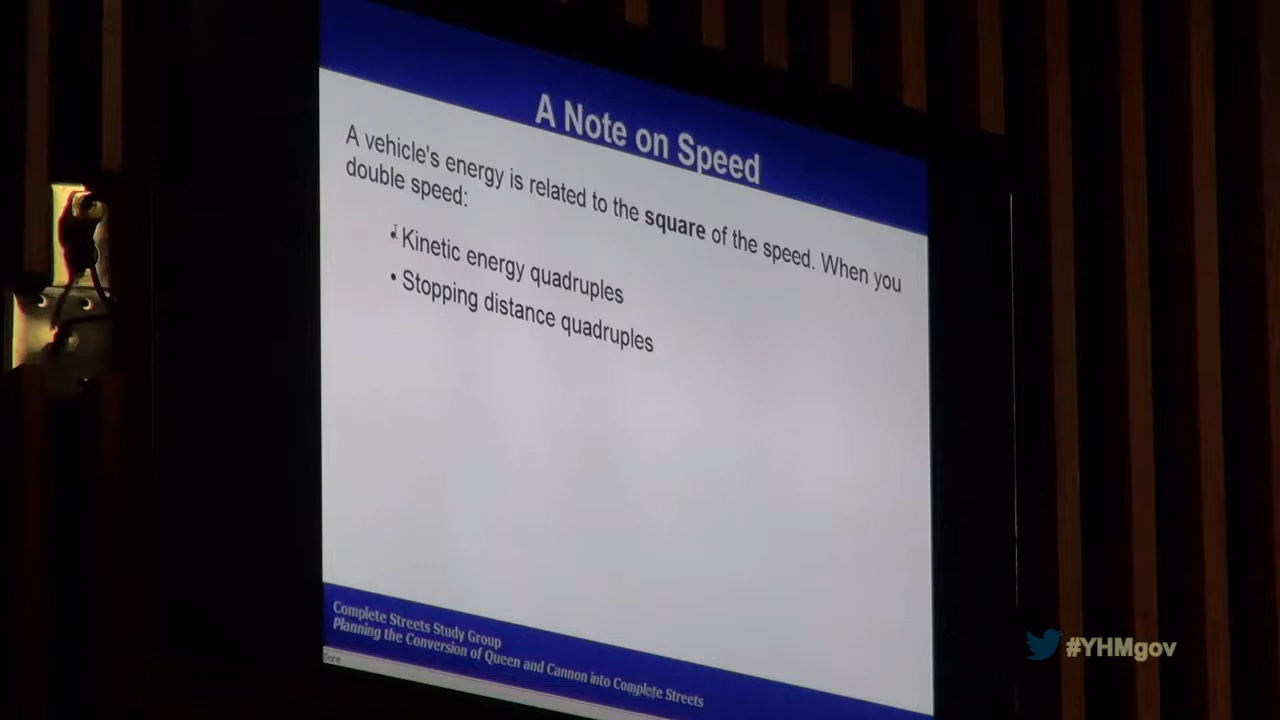 A Note on Speed
A vehicle's energy is related to the square of the speed. When you
double speed:
• Kinetic energy quadruples
• Stopping distance quadruples
Complete Streets Study Group
Planning the Conversion of Queen and Cannon into Complete Streets
Done
#YHMgov